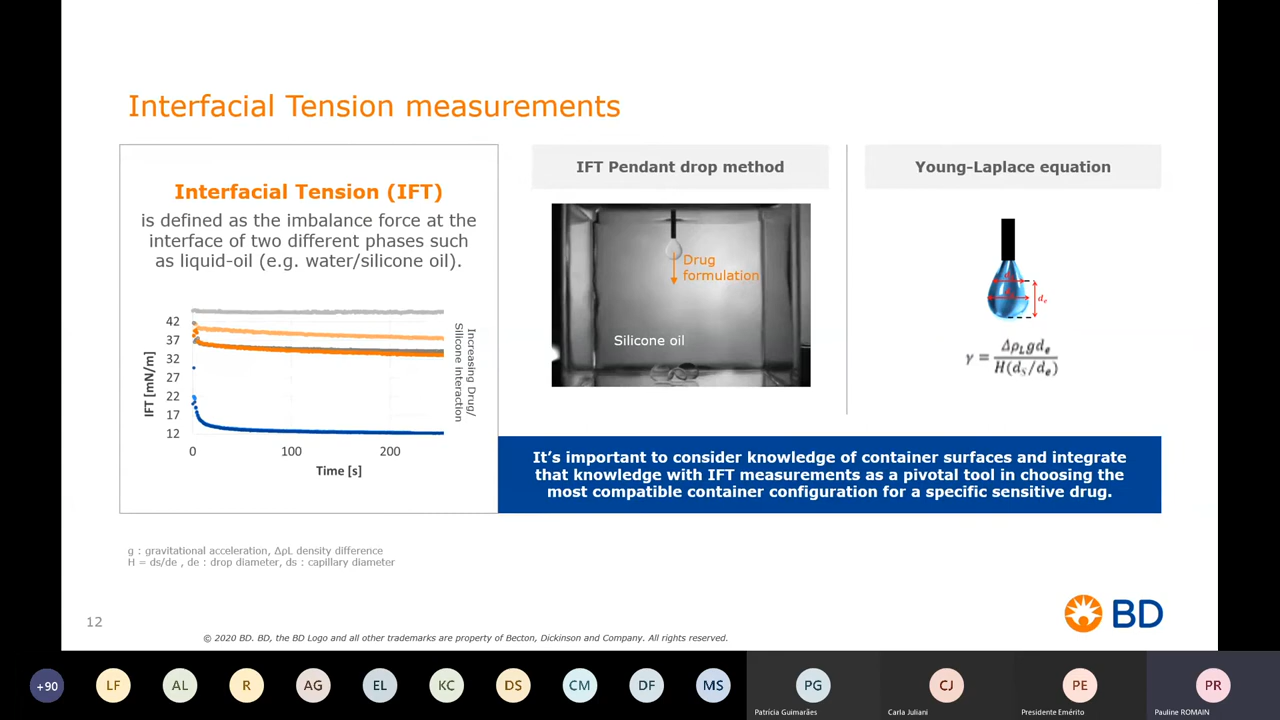 Interfacial Tension measurements
Interfacial Tension (IFT)
is defined as the imbalance force at the
interface of two different phases such
as liquid-oil (e.g. water/silicone oil).
42
37
32
27
22
17
12
IFT [mN/m]
0
100
200
Time [s]
Increasing Drug/
Silicone interaction
IFT Pendant drop method
Drug
formulation
Silicone oil
Young-Laplace equation
dₑ
γ = ΔρLgdₑ / H(dₛ/dₑ)
It's important to consider knowledge of container surfaces and integrate
that knowledge with IFT measurements as a pivotal tool in choosing the
most compatible container configuration for a specific sensitive drug.
g : gravitational acceleration, ΔρL density difference
H = ds/de , de : drop diameter, ds : capillary diameter
12
© 2020 BD. BD, the BD Logo and all other trademarks are property of Becton, Dickinson and Company. All rights reserved.
BD
+90
LF
AL
R
AG
EL
KC
DS
CM
DF
MS
PG
CJ
PE
PR
Patrícia Guimarães
Carla Juliani
Presidente Emérito
Pauline ROMAIN